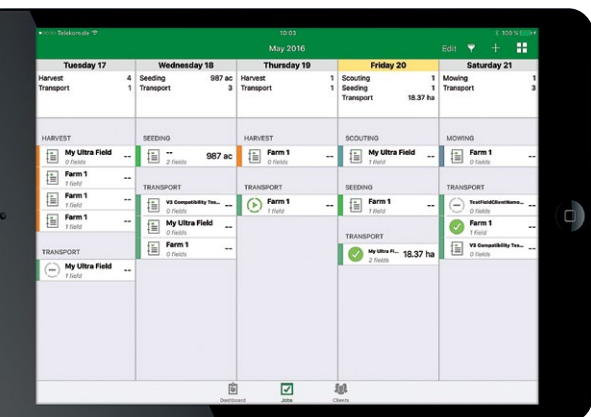 Telekom.de 10:03 100 %
May 2016 Edit
Tuesday 17
Harvest 4
Transport 1
HARVEST
My Ultra Field --
0 fields
Farm 1 --
1 field
Farm 1 --
1 field
Farm 1 --
1 field
TRANSPORT
My Ultra Field --
1 field
Wednesday 18
Seeding 987 ac
Transport 3
SEEDING
-- 987 ac
2 fields
TRANSPORT
V3 Compatibility Tes... --
0 fields
My Ultra Field --
0 fields
Farm 1 --
0 fields
Thursday 19
Harvest 1
Transport 1
HARVEST
Farm 1 --
0 fields
TRANSPORT
Farm 1 --
1 field
Friday 20
Scouting 1
Seeding 1
Transport 18.37 ha
SCOUTING
My Ultra Field --
1 field
SEEDING
Farm 1 --
1 field
TRANSPORT
My Ultra Fi... 18.37 ha
2 fields
Saturday 21
Mowing 1
Transport 3
MOWING
Farm 1 --
0 fields
TRANSPORT
TestFieldClientName... --
0 fields
Farm 1 --
1 field
V3 Compatibility Tes... --
0 fields
Dashboard Jobs Clients